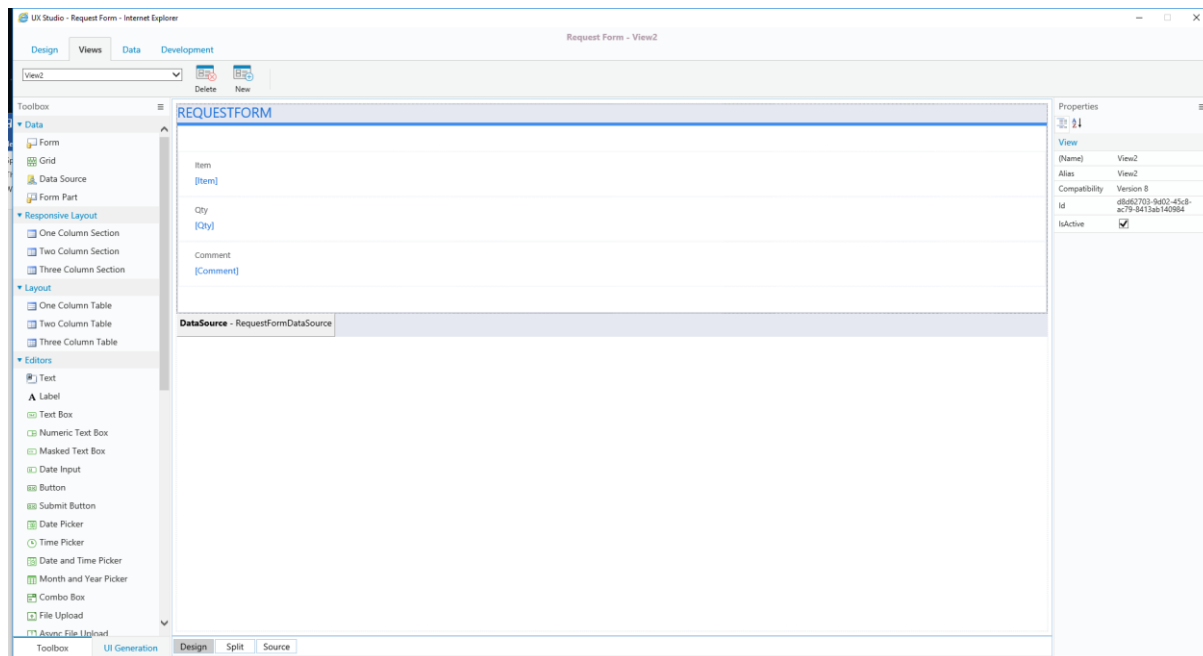 UX Studio - Request Form - Internet Explorer
Request Form - View2
Design Views Data Development
View2
Delete New
Toolbox
Data
Form
Grid
Data Source
Form Part
Responsive Layout
One Column Section
Two Column Section
Three Column Section
Layout
One Column Table
Two Column Table
Three Column Table
Editors
Text
Label
Text Box
Numeric Text Box
Masked Text Box
Date Input
Button
Submit Button
Date Picker
Time Picker
Date and Time Picker
Month and Year Picker
Combo Box
File Upload
Async File Upload
Toolbox UI Generation
REQUESTFORM
Item
[Item]
Qty
[Qty]
Comment
[Comment]
DataSource - RequestFormDataSource
Design Split Source
Properties
View
(Name) View2
Alias View2
Compatibility Version 8
Id d8d62703-9d02-45c8-
ac79-8413ab140984
IsActive